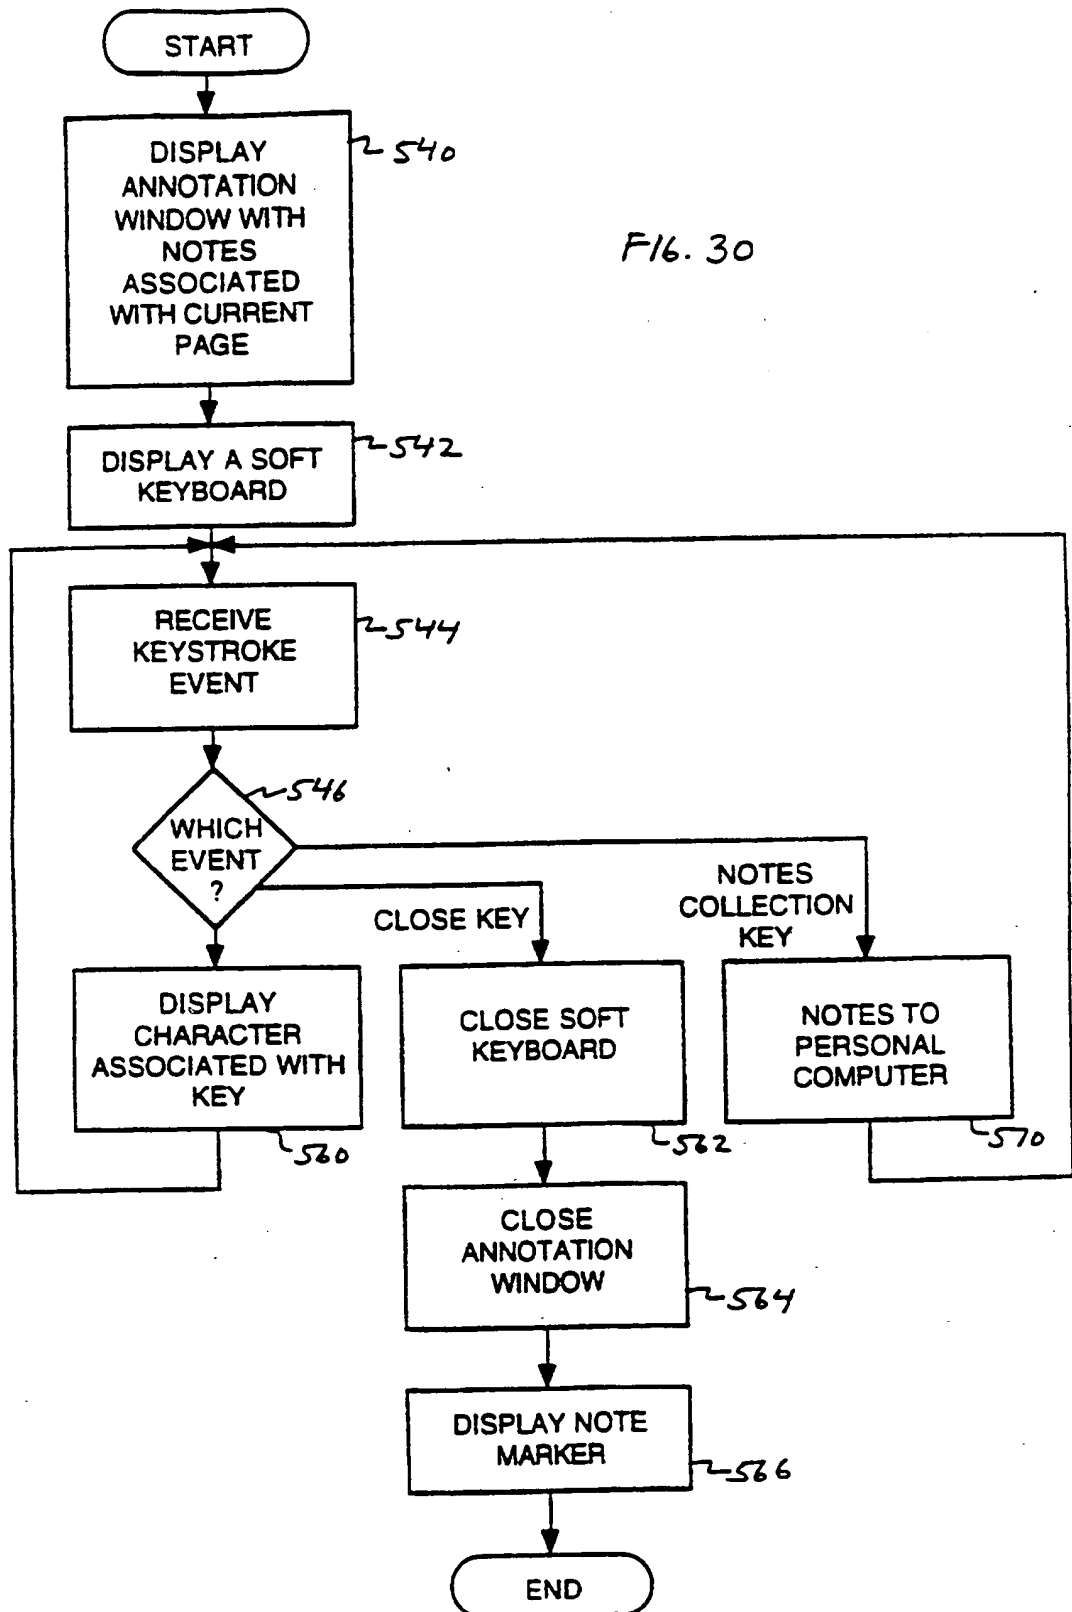 START
DISPLAY
ANNOTATION
WINDOW WITH
NOTES
ASSOCIATED
WITH CURRENT
PAGE
540
FIG. 30
DISPLAY A SOFT
KEYBOARD
542
RECEIVE
KEYSTROKE
EVENT
544
WHICH
EVENT
?
546
CLOSE KEY
NOTES
COLLECTION
KEY
DISPLAY
CHARACTER
ASSOCIATED WITH
KEY
560
CLOSE SOFT
KEYBOARD
562
NOTES TO
PERSONAL
COMPUTER
570
CLOSE
ANNOTATION
WINDOW
564
DISPLAY NOTE
MARKER
566
END